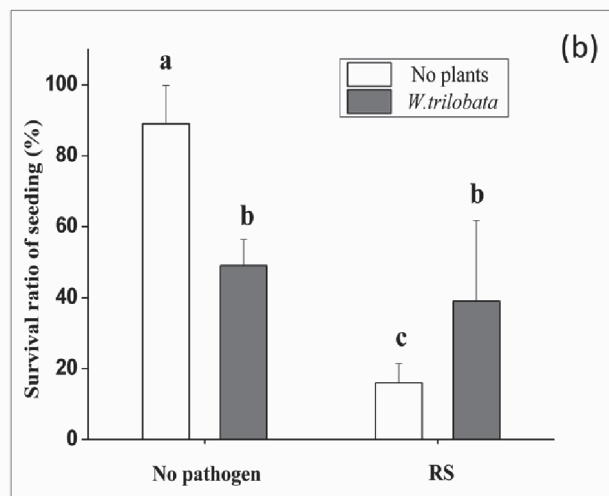 (b)
No plants
W.trilobata
Survival ratio of seeding (%)
100
80
60
40
20
0
a
b
c
b
No pathogen
RS